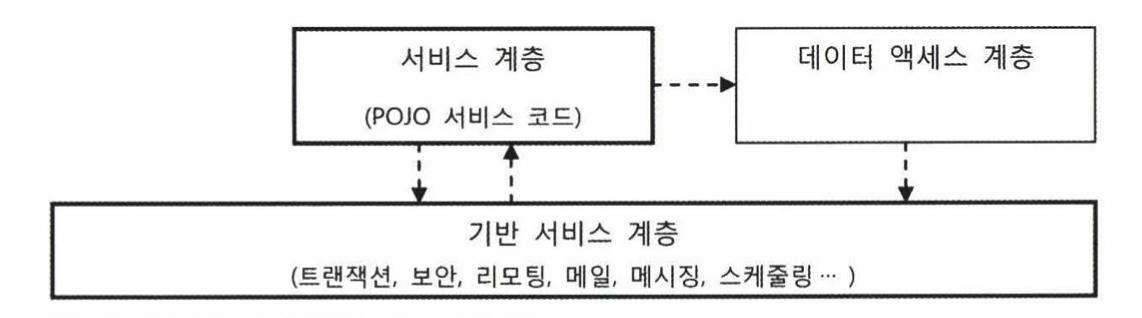 서비스 계층
(POJO 서비스 코드)
데이터 액세스 계층
기반 서비스 계층
(트랜잭션, 보안, 리모팅, 메일, 메시징, 스케줄링 … )